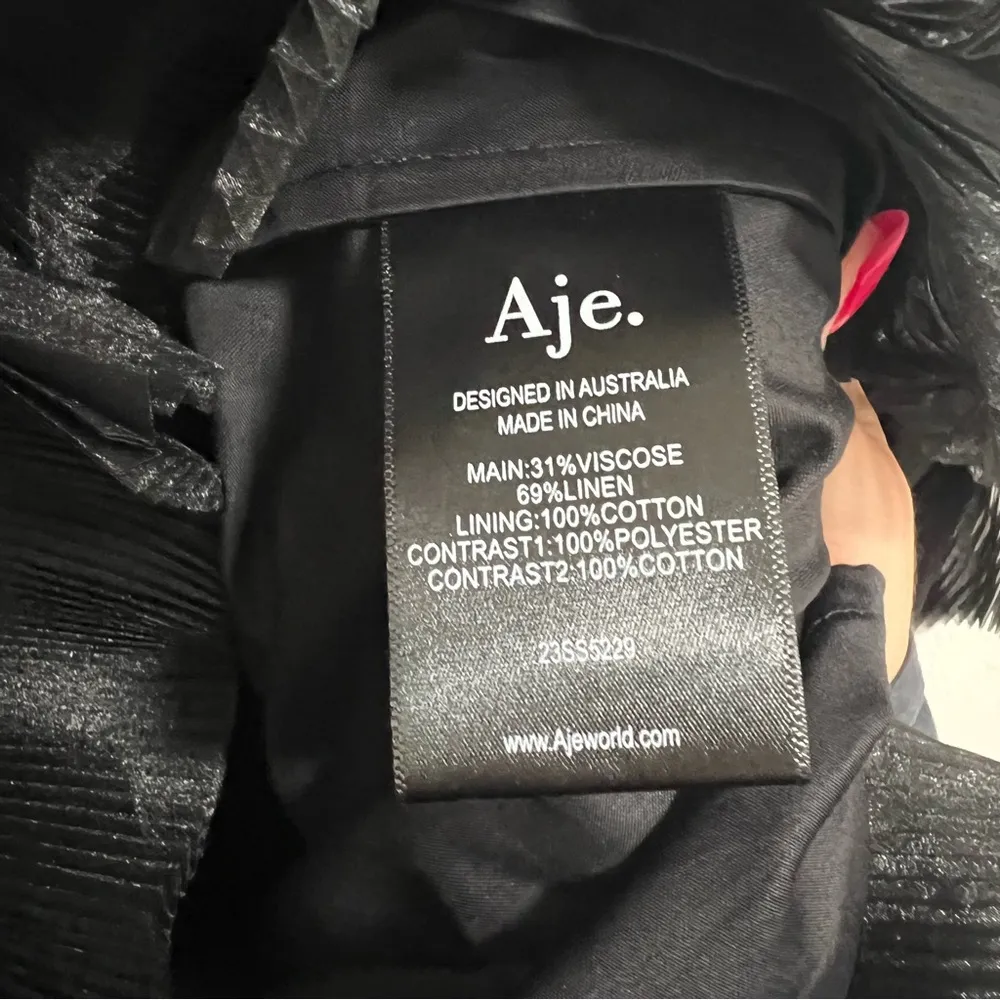 Aje.
DESIGNED IN AUSTRALIA
MADE IN CHINA
MAIN:31%VISCOSE
69%LINEN
LINING:100%COTTON
CONTRAST1:100%POLYESTER
CONTRAST2:100%COTTON
23SS5229
www.Ajeworld.com